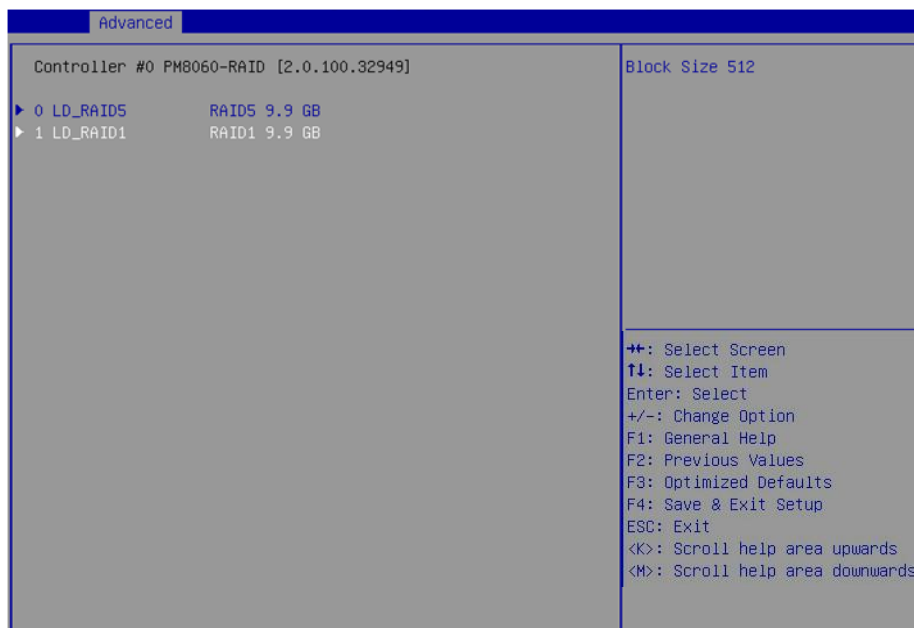 Advanced
Controller #0 PM8060-RAID [2.0.100.32949]
0 LD_RAID5 RAID5 9.9 GB
1 LD_RAID1 RAID1 9.9 GB
Block Size 512
→←: Select Screen
↑↓: Select Item
Enter: Select
+/-: Change Option
F1: General Help
F2: Previous Values
F3: Optimized Defaults
F4: Save & Exit Setup
ESC: Exit
<K>: Scroll help area upwards
<M>: Scroll help area downwards